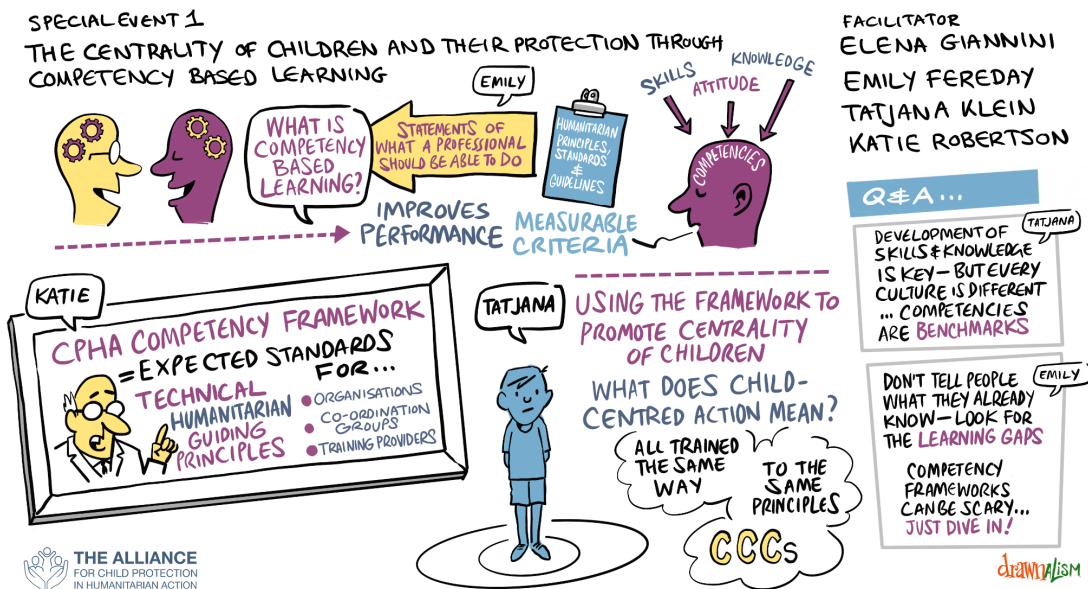 SPECIAL EVENT 1
THE CENTRALITY OF CHILDREN AND THEIR PROTECTION THROUGH
COMPETENCY BASED LEARNING
FACILITATOR
ELENA GIANNINI
EMILY FEREDAY
TATJANA KLEIN
KATIE ROBERTSON
WHAT IS
COMPETENCY
BASED
LEARNING?
EMILY
STATEMENTS OF
WHAT A PROFESSIONAL
SHOULD BE ABLE TO DO
HUMANITARIAN
PRINCIPLES,
STANDARDS
&
GUIDELINES
SKILLS
ATTITUDE
KNOWLEDGE
COMPETENCIES
IMPROVES
PERFORMANCE
MEASURABLE
CRITERIA
KATIE
CPHA COMPETENCY FRAMEWORK
= EXPECTED STANDARDS
FOR...
TECHNICAL
HUMANITARIAN
GUIDING
PRINCIPLES
• ORGANISATIONS
• CO-ORDINATION
GROUPS
• TRAINING PROVIDERS
TATJANA
USING THE FRAMEWORK TO
PROMOTE CENTRALITY
OF CHILDREN
WHAT DOES CHILD-
CENTRED ACTION MEAN?
ALL TRAINED
THE SAME
WAY
TO THE
SAME
PRINCIPLES
CCCs
Q & A ...
TATJANA
DEVELOPMENT OF
SKILLS & KNOWLEDGE
IS KEY – BUT EVERY
CULTURE IS DIFFERENT
... COMPETENCIES
ARE BENCHMARKS
EMILY
DON'T TELL PEOPLE
WHAT THEY ALREADY
KNOW – LOOK FOR
THE LEARNING GAPS
COMPETENCY
FRAMEWORKS
CAN BE SCARY...
JUST DIVE IN!
THE ALLIANCE
FOR CHILD PROTECTION
IN HUMANITARIAN ACTION
drawnalism